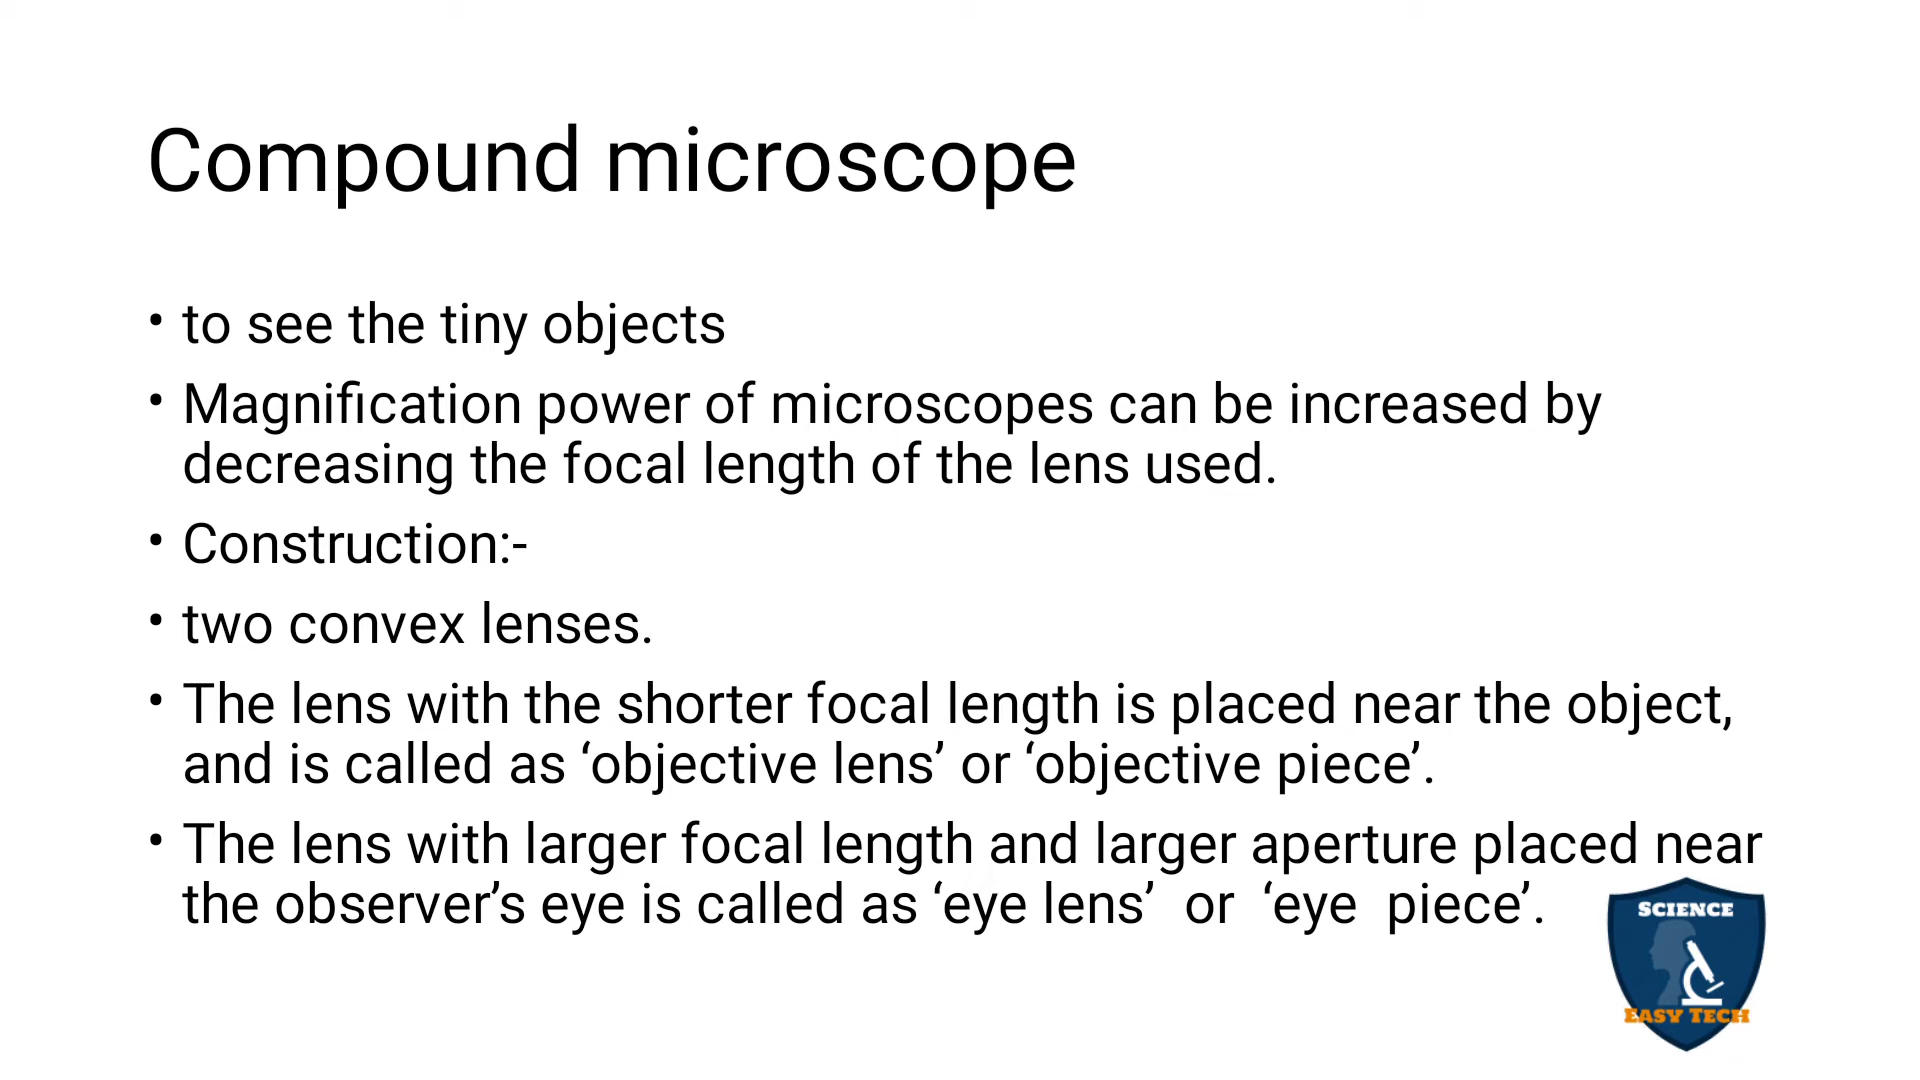 Compound microscope
• to see the tiny objects
• Magnification power of microscopes can be increased by
decreasing the focal length of the lens used.
• Construction:-
• two convex lenses.
• The lens with the shorter focal length is placed near the object,
and is called as ‘objective lens’ or ‘objective piece’.
• The lens with larger focal length and larger aperture placed near
the observer’s eye is called as ‘eye lens’  or  ‘eye  piece’.
SCIENCE
EASY TECH